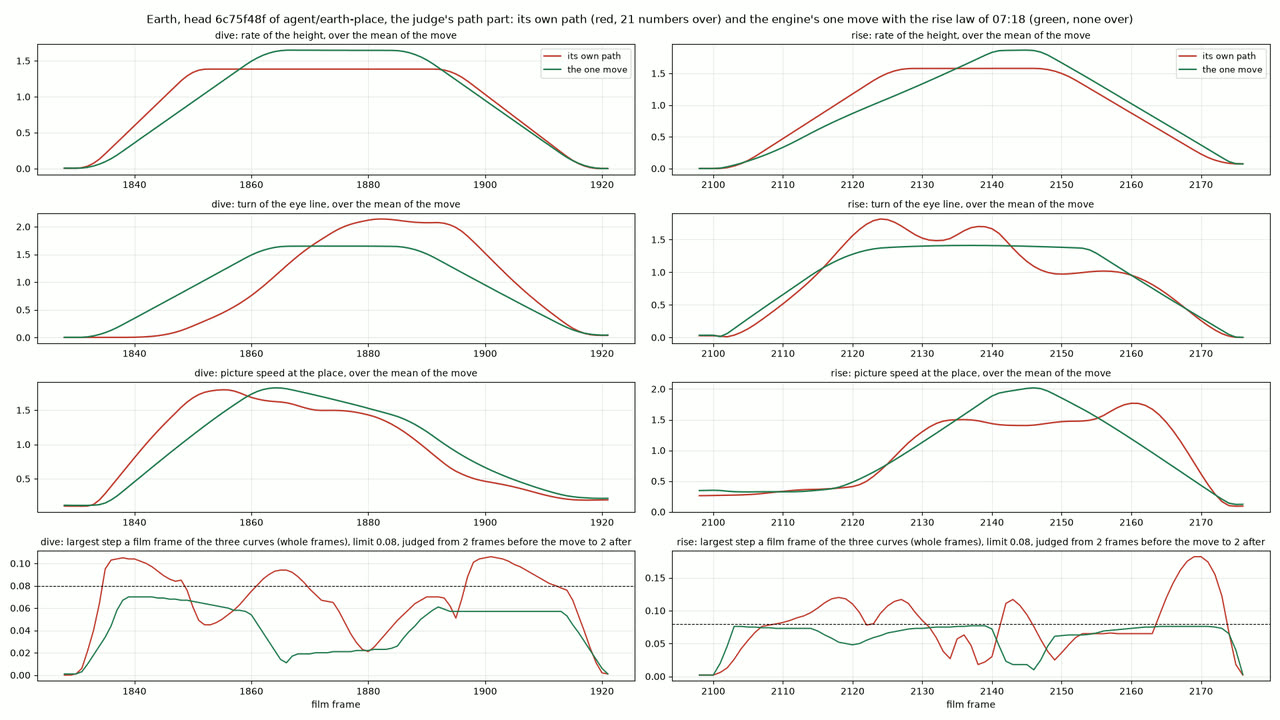 Earth, head 6c75f48f of agent/earth-place, the judge's path part: its own path (red, 21 numbers over) and the engine's one move with the rise law of 07:18 (green, none over)
dive: rate of the height, over the mean of the move
0.0
0.5
1.0
1.5
1840 1860 1880 1900 1920
its own path
the one move
rise: rate of the height, over the mean of the move
0.0
0.5
1.0
1.5
2100 2110 2120 2130 2140 2150 2160 2170
its own path
the one move
dive: turn of the eye line, over the mean of the move
0.0
0.5
1.0
1.5
2.0
1840 1860 1880 1900 1920
rise: turn of the eye line, over the mean of the move
0.0
0.5
1.0
1.5
2100 2110 2120 2130 2140 2150 2160 2170
dive: picture speed at the place, over the mean of the move
0.5
1.0
1.5
1840 1860 1880 1900 1920
rise: picture speed at the place, over the mean of the move
0.0
0.5
1.0
1.5
2.0
2100 2110 2120 2130 2140 2150 2160 2170
dive: largest step a film frame of the three curves (whole frames), limit 0.08, judged from 2 frames before the move to 2 after
0.00
0.02
0.04
0.06
0.08
0.10
1840 1860 1880 1900 1920
film frame
rise: largest step a film frame of the three curves (whole frames), limit 0.08, judged from 2 frames before the move to 2 after
0.00
0.05
0.10
0.15
2100 2110 2120 2130 2140 2150 2160 2170
film frame